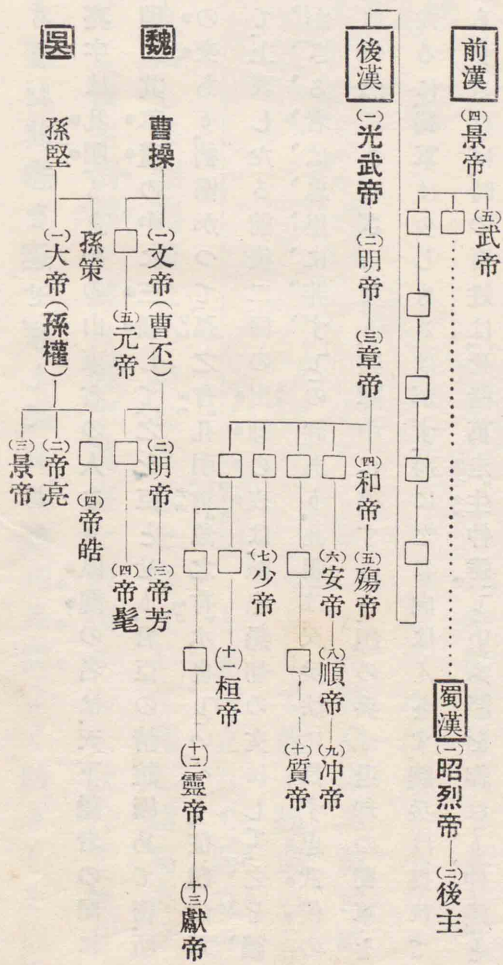 前漢
(四)景帝
(五)武帝
蜀漢
(一)昭烈帝
(二)後主
後漢
(一)光武帝
(二)明帝
(三)章帝
(四)和帝
(五)殤帝
(六)安帝
(八)順帝
(九)冲帝
(十)質帝
(七)少帝
(十一)桓帝
(十二)靈帝
(十三)獻帝
魏
曹操
(一)文帝(曹丕)
(二)明帝
(三)帝芳
(四)帝髦
(五)元帝
吳
孫堅
孫策
(一)大帝(孫權)
(四)帝皓
(二)帝亮
(三)景帝